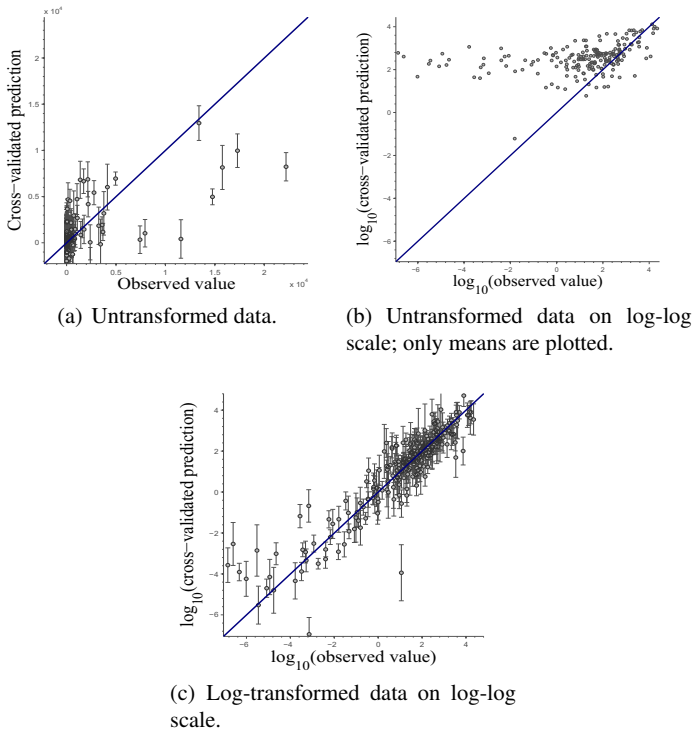 x 10⁴
2
1.5
1
0.5
0
0
0.5
1
1.5
2
x 10⁴
Cross−validated prediction
Observed value
(a) Untransformed data.
4
2
0
−2
−4
−6
−6
−4
−2
0
2
4
log10(cross−validated prediction)
log10(observed value)
(b) Untransformed data on log-log
scale; only means are plotted.
4
2
0
−2
−4
−6
−6
−4
−2
0
2
4
log10(cross−validated prediction)
log10(observed value)
(c) Log-transformed data on log-log
scale.